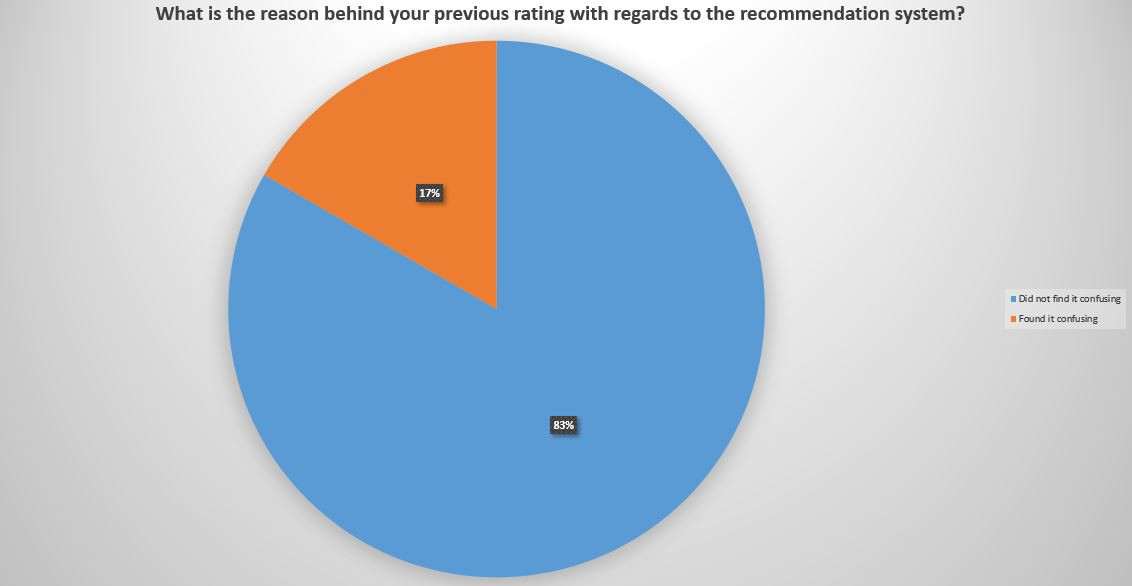 What is the reason behind your previous rating with regards to the recommendation system?
17%
83%
Did not find it confusing
Found it confusing